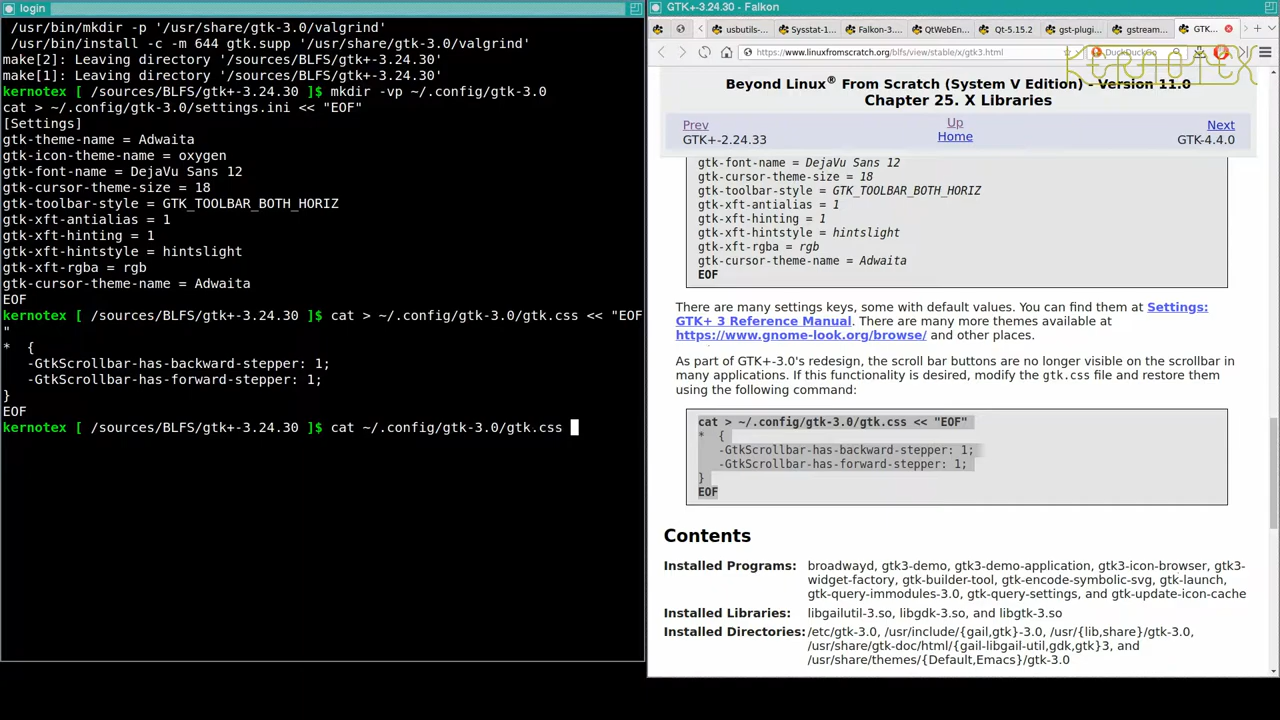 login
/usr/bin/mkdir -p '/usr/share/gtk-3.0/valgrind'
/usr/bin/install -c -m 644 gtk.supp '/usr/share/gtk-3.0/valgrind'
make[2]: Leaving directory '/sources/BLFS/gtk+-3.24.30'
make[1]: Leaving directory '/sources/BLFS/gtk+-3.24.30'
kernotex [ /sources/BLFS/gtk+-3.24.30 ]$ mkdir -vp ~/.config/gtk-3.0
cat > ~/.config/gtk-3.0/settings.ini << "EOF"
[Settings]
gtk-theme-name = Adwaita
gtk-icon-theme-name = oxygen
gtk-font-name = DejaVu Sans 12
gtk-cursor-theme-size = 18
gtk-toolbar-style = GTK_TOOLBAR_BOTH_HORIZ
gtk-xft-antialias = 1
gtk-xft-hinting = 1
gtk-xft-hintstyle = hintslight
gtk-xft-rgba = rgb
gtk-cursor-theme-name = Adwaita
EOF
kernotex [ /sources/BLFS/gtk+-3.24.30 ]$ cat > ~/.config/gtk-3.0/gtk.css << "EOF
"
*  {
   -GtkScrollbar-has-backward-stepper: 1;
   -GtkScrollbar-has-forward-stepper: 1;
}
EOF
kernotex [ /sources/BLFS/gtk+-3.24.30 ]$ cat ~/.config/gtk-3.0/gtk.css
GTK+-3.24.30 - Falkon
usbutils-... Sysstat-1... Falkon-3.... QtWebEn... Qt-5.15.2 gst-plugi... gstream... GTK...
https://www.linuxfromscratch.org/blfs/view/stable/x/gtk3.html DuckDuckGo
KERNOTEX
Beyond Linux® From Scratch (System V Edition) - Version 11.0
Chapter 25. X Libraries
Prev Up Next
GTK+-2.24.33 Home GTK-4.4.0
gtk-font-name = DejaVu Sans 12
gtk-cursor-theme-size = 18
gtk-toolbar-style = GTK_TOOLBAR_BOTH_HORIZ
gtk-xft-antialias = 1
gtk-xft-hinting = 1
gtk-xft-hintstyle = hintslight
gtk-xft-rgba = rgb
gtk-cursor-theme-name = Adwaita
EOF
There are many settings keys, some with default values. You can find them at Settings:
GTK+ 3 Reference Manual. There are many more themes available at
https://www.gnome-look.org/browse/ and other places.
As part of GTK+-3.0's redesign, the scroll bar buttons are no longer visible on the scrollbar in
many applications. If this functionality is desired, modify the gtk.css file and restore them
using the following command:
cat > ~/.config/gtk-3.0/gtk.css << "EOF"
*  {
   -GtkScrollbar-has-backward-stepper: 1;
   -GtkScrollbar-has-forward-stepper: 1;
}
EOF
Contents
Installed Programs: broadwayd, gtk3-demo, gtk3-demo-application, gtk3-icon-browser, gtk3-
widget-factory, gtk-builder-tool, gtk-encode-symbolic-svg, gtk-launch,
gtk-query-immodules-3.0, gtk-query-settings, and gtk-update-icon-cache
Installed Libraries: libgailutil-3.so, libgdk-3.so, and libgtk-3.so
Installed Directories: /etc/gtk-3.0, /usr/include/{gail,gtk}-3.0, /usr/{lib,share}/gtk-3.0,
/usr/share/gtk-doc/html/{gail-libgail-util,gdk,gtk}3, and
/usr/share/themes/{Default,Emacs}/gtk-3.0